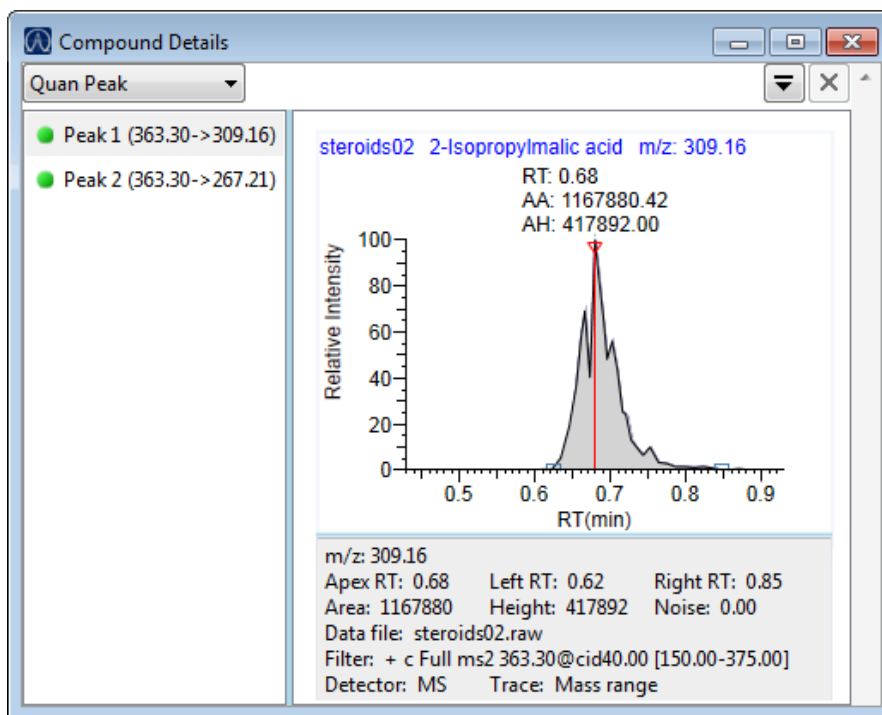 Compound Details
Quan Peak
Peak 1 (363.30->309.16)
Peak 2 (363.30->267.21)
steroids02 2-Isopropylmalic acid m/z: 309.16
RT: 0.68
AA: 1167880.42
AH: 417892.00
Relative Intensity
100
80
60
40
20
0
0.5 0.6 0.7 0.8 0.9
RT(min)
m/z: 309.16
Apex RT: 0.68 Left RT: 0.62 Right RT: 0.85
Area: 1167880 Height: 417892 Noise: 0.00
Data file: steroids02.raw
Filter: + c Full ms2 363.30@cid40.00 [150.00-375.00]
Detector: MS Trace: Mass range